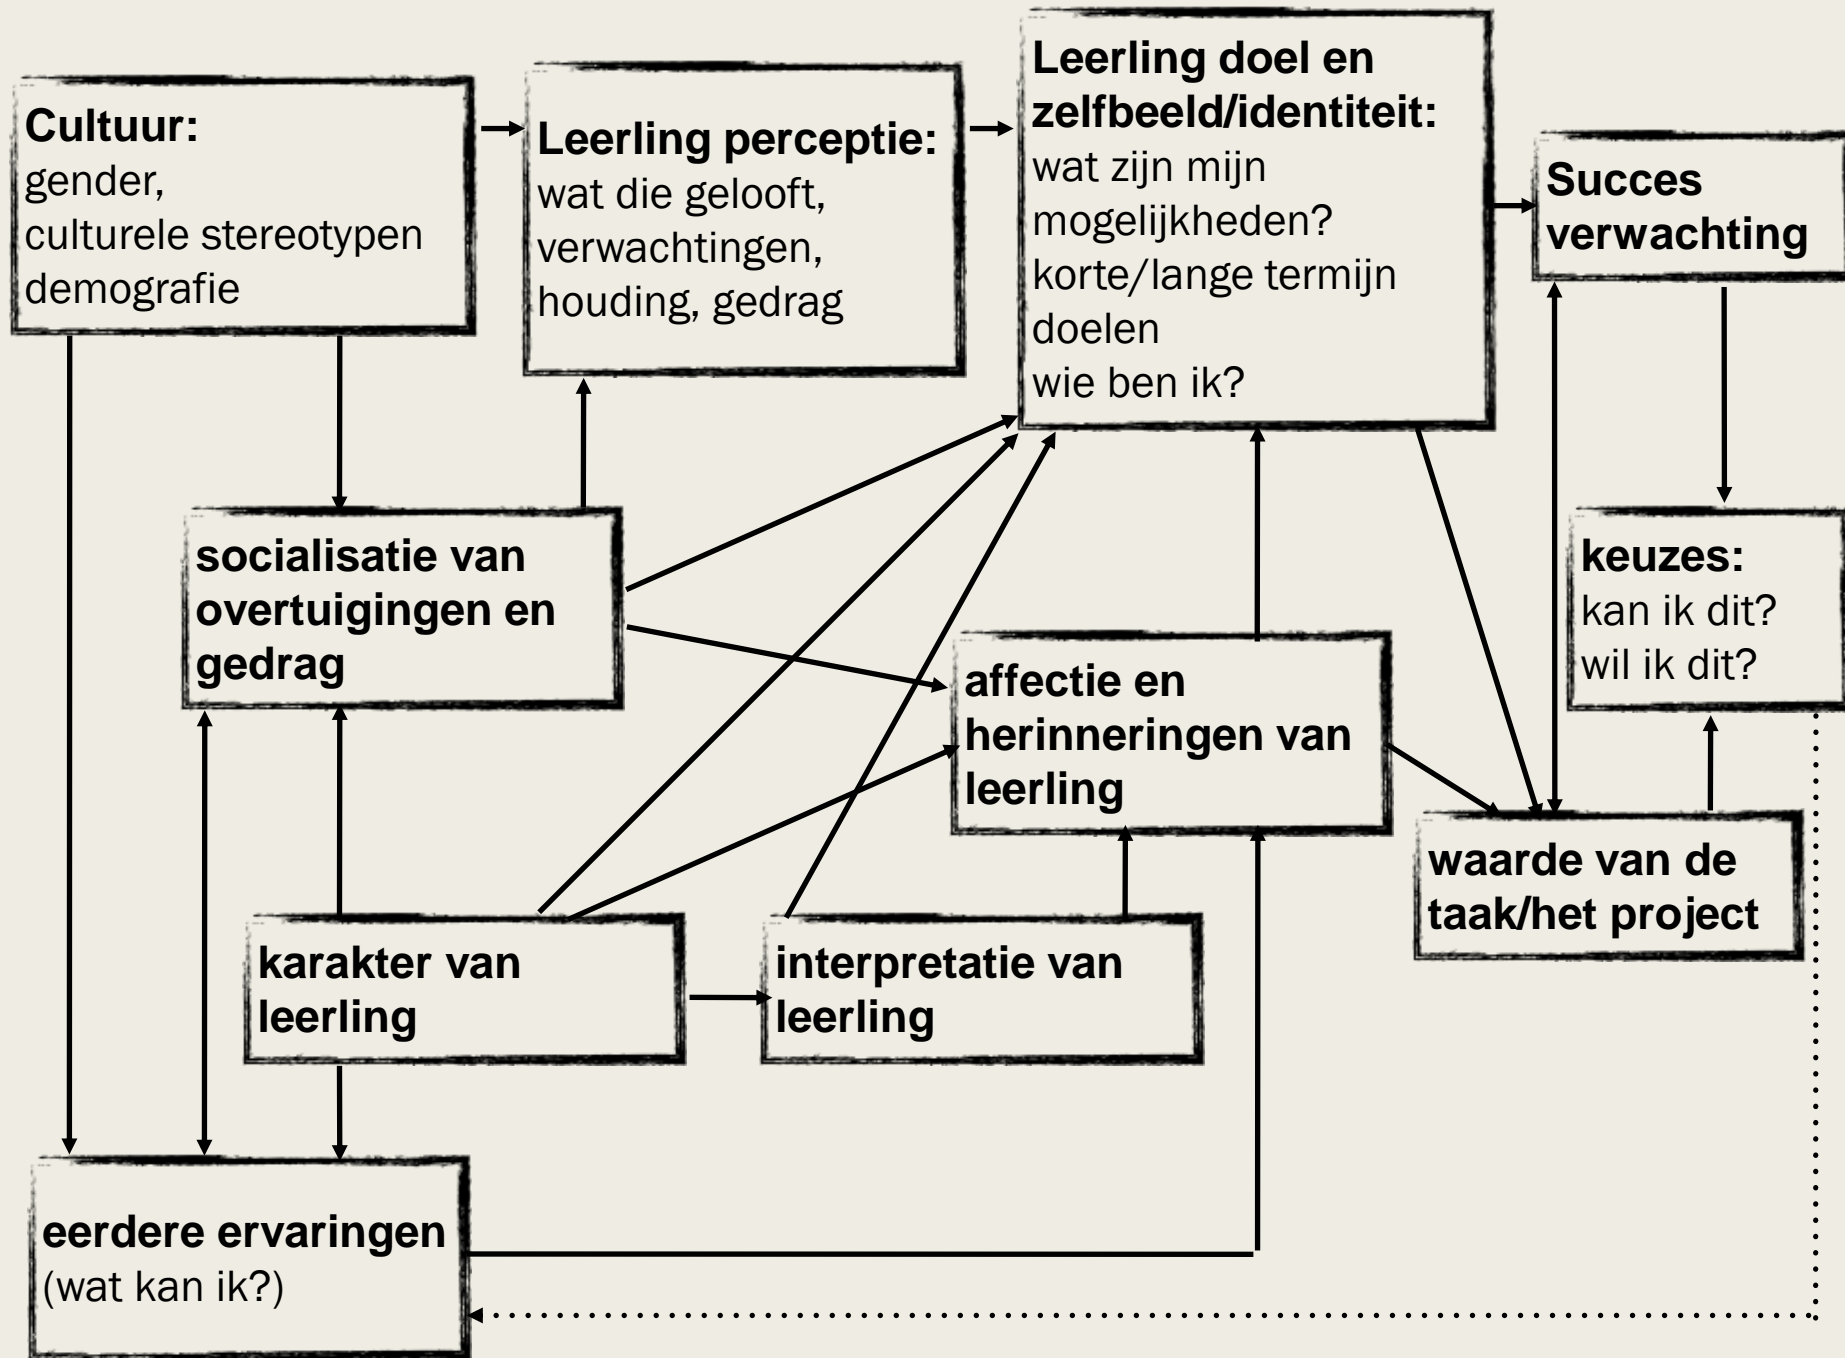 Cultuur:
gender,
culturele stereotypen
demografie
Leerling perceptie:
wat die gelooft,
verwachtingen,
houding, gedrag
Leerling doel en
zelfbeeld/identiteit:
wat zijn mijn
mogelijkheden?
korte/lange termijn
doelen
wie ben ik?
Succes
verwachting
socialisatie van
overtuigingen en
gedrag
affectie en
herinneringen van
leerling
keuzes:
kan ik dit?
wil ik dit?
karakter van
leerling
interpretatie van
leerling
waarde van de
taak/het project
eerdere ervaringen
(wat kan ik?)